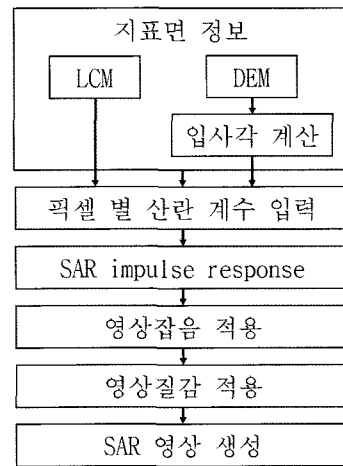 지표면 정보
LCM
DEM
입사각 계산
픽셀 별 산란 계수 입력
SAR impulse response
영상잡음 적용
영상질감 적용
SAR 영상 생성